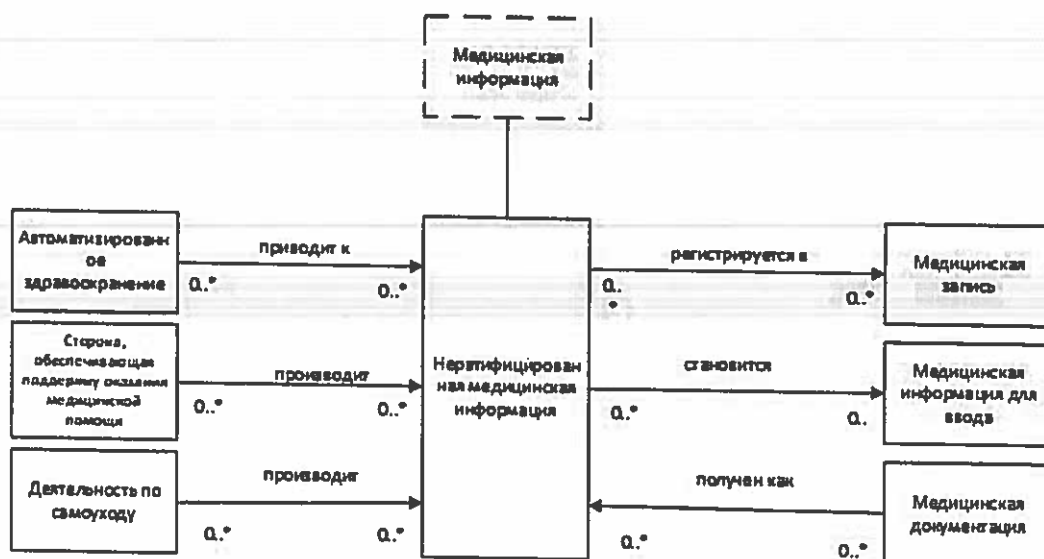 Медицинская
информация
Автоматизированн
ое
здравоохранение
приводит к
0..*
0..*
регистрируется в
0..
*
0..*
Медицинская
запись
Сторона,
обеспечивающая
поддержку оказания
медицинской
помощи
производит
0..*
0..*
Нератифицирован
ная медицинская
информация
становится
0..*
0..
Медицинская
информация для
ввода
Деятельность по
самоуходу
производит
0..*
0..*
получен как
0..*
0..*
Медицинская
документация